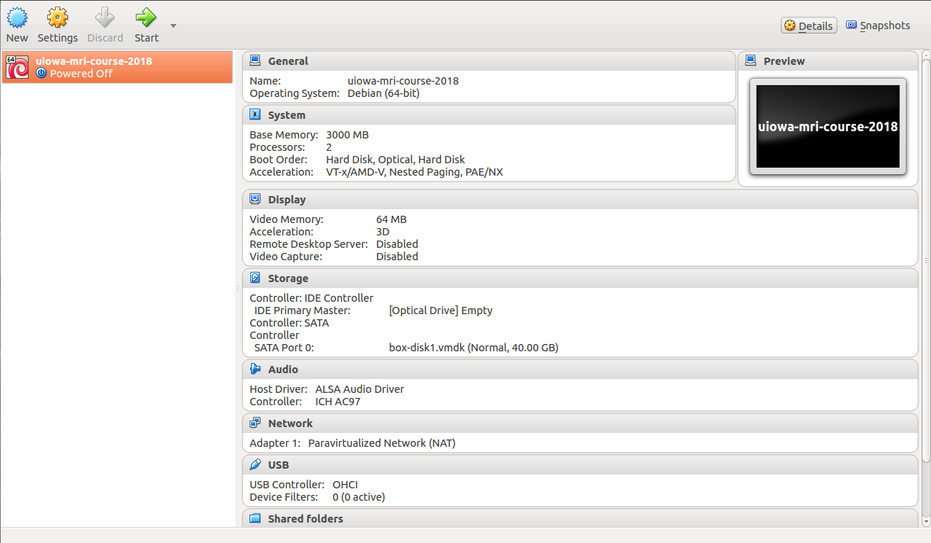 New Settings Discard Start Details Snapshots
64
uiowa-mri-course-2018
Powered Off
General
Name: uiowa-mri-course-2018
Operating System: Debian (64-bit)
System
Base Memory: 3000 MB
Processors: 2
Boot Order: Hard Disk, Optical, Hard Disk
Acceleration: VT-x/AMD-V, Nested Paging, PAE/NX
Preview
uiowa-mri-course-2018
Display
Video Memory: 64 MB
Acceleration: 3D
Remote Desktop Server: Disabled
Video Capture: Disabled
Storage
Controller: IDE Controller
IDE Primary Master: [Optical Drive] Empty
Controller: SATA
Controller
SATA Port 0: box-disk1.vmdk (Normal, 40.00 GB)
Audio
Host Driver: ALSA Audio Driver
Controller: ICH AC97
Network
Adapter 1: Paravirtualized Network (NAT)
USB
USB Controller: OHCI
Device Filters: 0 (0 active)
Shared folders